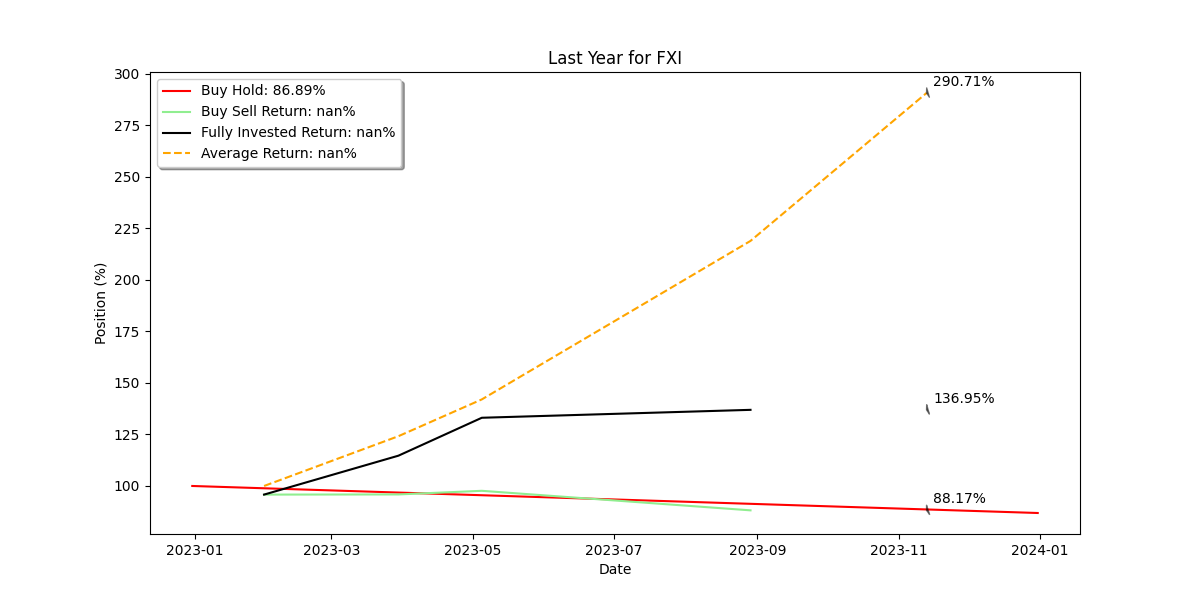 Last Year for FXI
300
275
250
225
200
175
150
125
100
Position (%)
Buy Hold: 86.89%
Buy Sell Return: nan%
Fully Invested Return: nan%
Average Return: nan%
290.71%
136.95%
88.17%
2023-01 2023-03 2023-05 2023-07 2023-09 2023-11 2024-01
Date